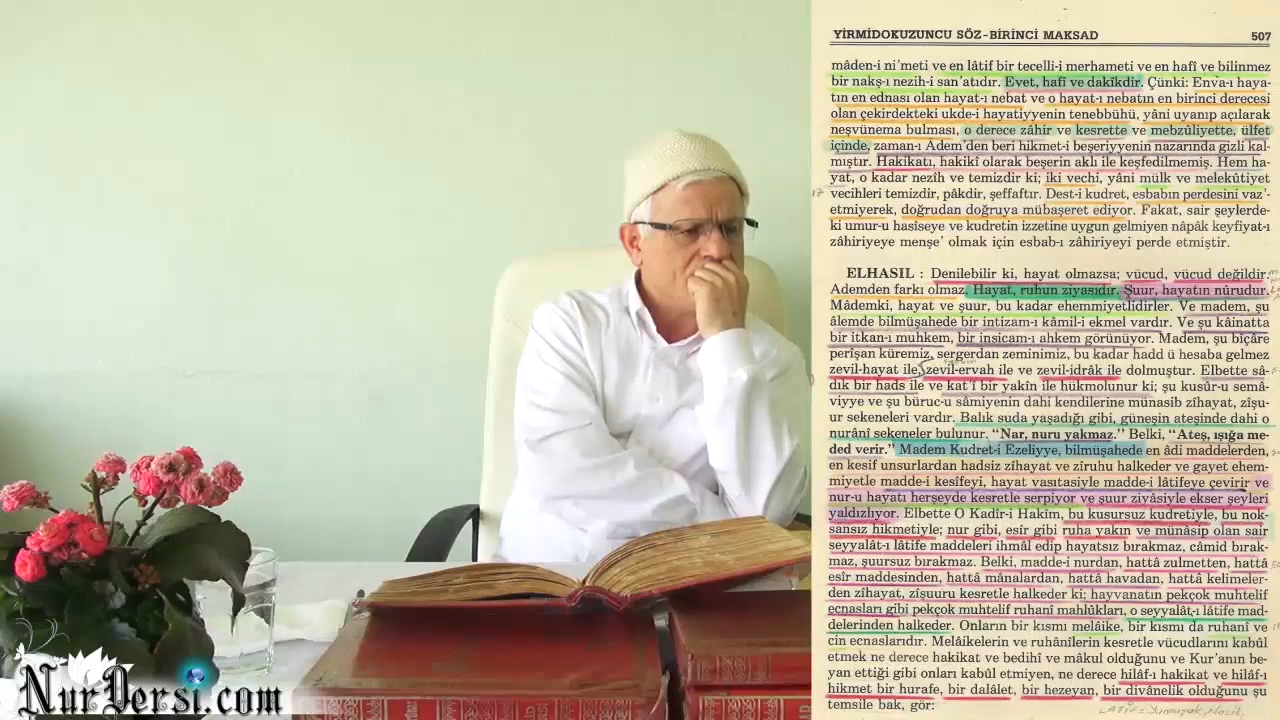 YİRMİDOKUZUNCU SÖZ-BİRİNCİ MAKSAD 507
mâden-i ni'meti ve en lâtif bir tecelli-i merhameti ve en hafî ve bilinmez
bir nakş-ı nezih-i san'atıdır. Evet, hafî ve dakîkdir. Çünki: Enva-ı haya-
tın en ednası olan hayat-ı nebat ve o hayat-ı nebatın en birinci derecesi
olan çekirdekteki ukde-i hayatiyyenin tenebbühü, yâni uyanıp açılarak
neşvünema bulması, o derece zâhir ve kesrette ve mebzûliyette, ülfet
içinde, zaman-ı Âdem'den beri hikmet-i beşeriyyenin nazarında gizli kal-
mıştır. Hakikatı, hakikî olarak beşerin aklı ile keşfedilmemiş. Hem ha-
yat, o kadar nezîh ve temizdir ki; iki vechi, yâni mülk ve melekûtiyet
vecihleri temizdir, pâkdir, şeffaftır. Dest-i kudret, esbabın perdesini vaz'
etmiyerek, doğrudan doğruya mübaşeret ediyor. Fakat, sair şeylerde-
ki umur-u hasîseye ve kudretin izzetine uygun gelmiyen nâpâk keyfiyat-ı
zâhiriyeye menşe' olmak için esbab-ı zâhiriyeyi perde etmiştir.
ELHASIL : Denilebilir ki, hayat olmazsa; vücud, vücud değildir.
Ademden farkı olmaz. Hayat, ruhun ziyasıdır. Şuur, hayatın nûrudur.
Mâdemki, hayat ve şuur, bu kadar ehemmiyetlidirler. Ve madem, şu
âlemde bilmüşahede bir intizam-ı kâmil-i ekmel vardır. Ve şu kâinatta
bir itkan-ı muhkem, bir insicam-ı ahkem görünüyor. Madem, şu bîçâre
perişan küremiz, sergerdan zeminimiz, bu kadar hadd ü hesaba gelmez
zevil-hayat ile, zevil-ervah ile ve zevil-idrâk ile dolmuştur. Elbette sâ-
dık bir hads ile ve kat'î bir yakîn ile hükmolunur ki; şu kusûr-u semâ-
viyye ve şu büruc-u sâmiyenin dahi kendilerine münasib zîhayat, zîşu-
ur sekeneleri vardır. Balık suda yaşadığı gibi, güneşin ateşinde dahi o
nurânî sekeneler bulunur. "Nar, nuru yakmaz." Belki, "Ateş, ışığa me-
ded verir." Madem Kudret-i Ezeliyye, bilmüşahede en âdi maddelerden,
en kesif unsurlardan hadsiz zîhayat ve zîruhu halkeder ve gayet ehem-
miyetle madde-i kesîfeyi, hayat vasıtasiyle madde-i lâtifeye çevirir ve
nur-u hayatı herşeyde kesretle serpiyor ve şuur ziyâsiyle ekser şeyleri
yaldızlıyor. Elbette O Kadîr-i Hakîm, bu kusursuz kudretiyle, bu nok-
sansız hikmetiyle; nur gibi, esîr gibi ruha yakın ve münâsip olan sair
seyyalât-ı lâtife maddeleri ihmâl edip hayatsız bırakmaz, câmid bırak-
maz, şuursuz bırakmaz. Belki, madde-i nurdan, hattâ zulmetten, hattâ
esîr maddesinden, hattâ mânalardan, hattâ havadan, hattâ kelimeler-
den zîhayat, zîşuuru kesretle halkeder ki; hayvanatın pekçok muhtelif
ecnasları gibi pekçok muhtelif ruhanî mahlûkları, o seyyalât-ı lâtife mad-
delerinden halkeder. Onların bir kısmı melâike, bir kısmı da ruhanî ve
cin ecnaslarıdır. Melâikelerin ve ruhânîlerin kesretle vücudlarını kabûl
etmek ne derece hakikat ve bedihî ve mâkul olduğunu ve Kur'anın be-
yan ettiği gibi onları kabûl etmiyen, ne derece hilâf-ı hakikat ve hilâf-ı
hikmet bir hurafe, bir dalâlet, bir hezeyan, bir divânelik olduğunu şu
temsile bak, gör:
NurDersi.com